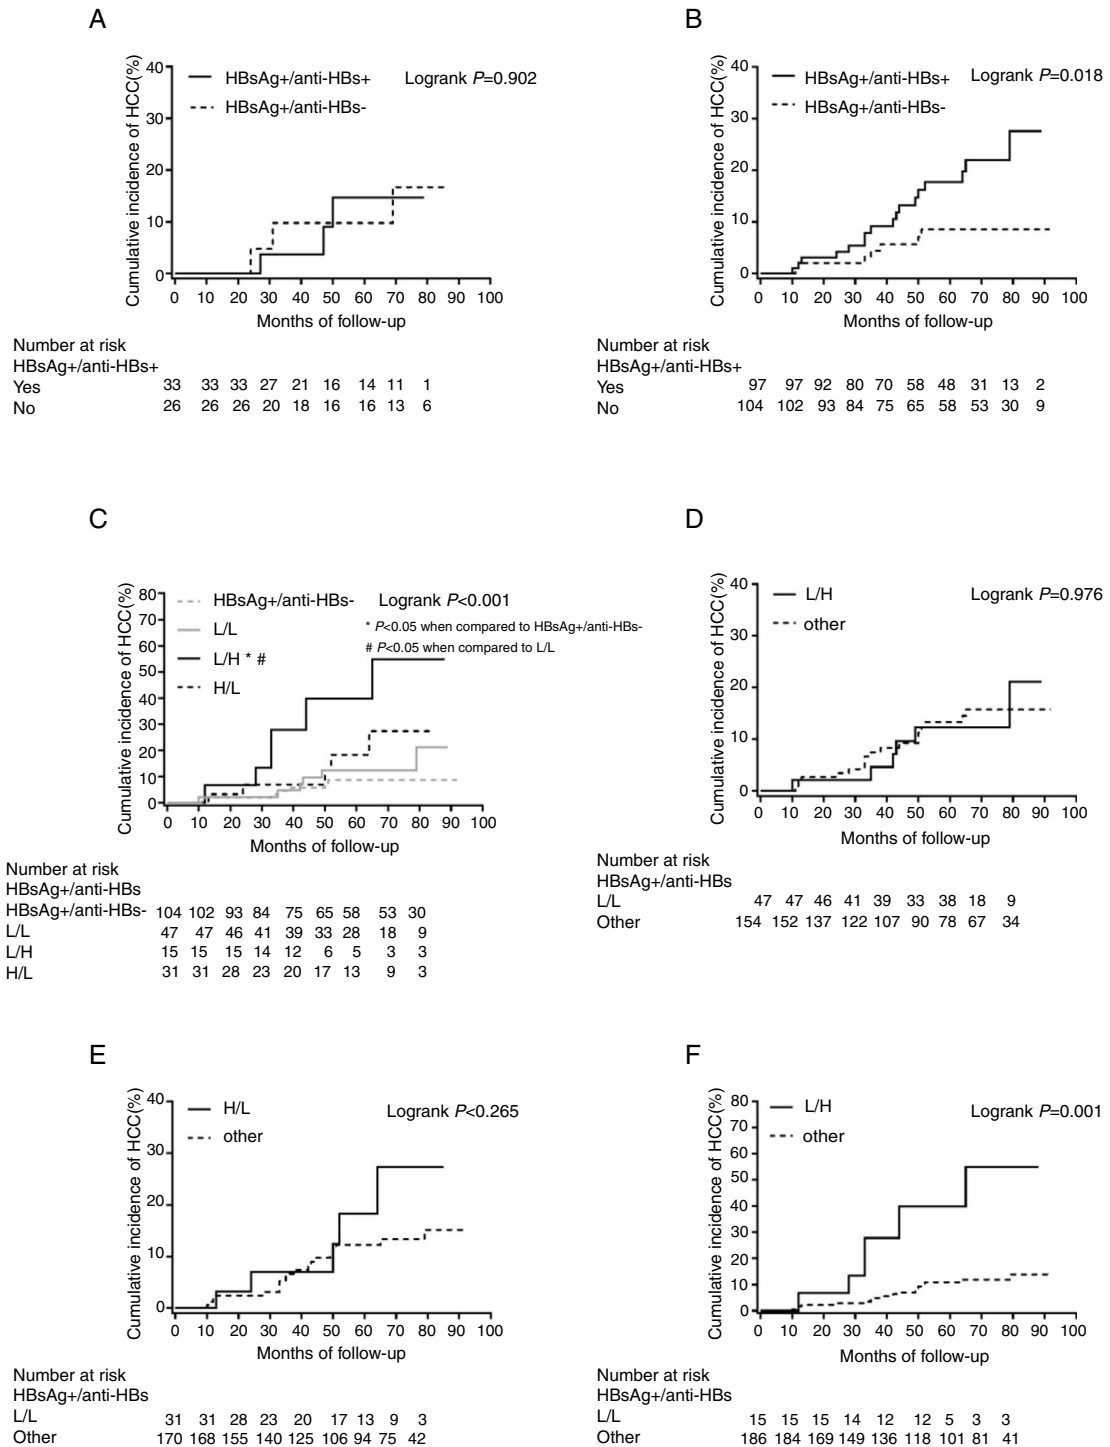 A
Cumulative incidence of HCC(%)
40
30
20
10
0
HBsAg+/anti-HBs+
HBsAg+/anti-HBs-
Logrank P=0.902
0 10 20 30 40 50 60 70 80 90 100
Months of follow-up
Number at risk
HBsAg+/anti-HBs+
Yes 33 33 33 27 21 16 14 11 1
No 26 26 26 20 18 16 16 13 6
B
Cumulative incidence of HCC(%)
40
30
20
10
0
HBsAg+/anti-HBs+
HBsAg+/anti-HBs-
Logrank P=0.018
0 10 20 30 40 50 60 70 80 90 100
Months of follow-up
Number at risk
HBsAg+/anti-HBs+
Yes 97 97 92 80 70 58 48 31 13 2
No 104 102 93 84 75 65 58 53 30 9
C
Cumulative incidence of HCC(%)
80
70
60
50
40
30
20
10
0
HBsAg+/anti-HBs-
L/L
L/H * #
H/L
Logrank P<0.001
* P<0.05 when compared to HBsAg+/anti-HBs-
# P<0.05 when compared to L/L
0 10 20 30 40 50 60 70 80 90 100
Months of follow-up
Number at risk
HBsAg+/anti-HBs
HBsAg+/anti-HBs- 104 102 93 84 75 65 58 53 30
L/L 47 47 46 41 39 33 28 18 9
L/H 15 15 15 14 12 6 5 3 3
H/L 31 31 28 23 20 17 13 9 3
D
Cumulative incidence of HCC(%)
40
30
20
10
0
L/H
other
Logrank P=0.976
0 10 20 30 40 50 60 70 80 90 100
Months of follow-up
Number at risk
HBsAg+/anti-HBs
L/L 47 47 46 41 39 33 38 18 9
Other 154 152 137 122 107 90 78 67 34
E
Cumulative incidence of HCC(%)
40
30
20
10
0
H/L
other
Logrank P<0.265
0 10 20 30 40 50 60 70 80 90 100
Months of follow-up
Number at risk
HBsAg+/anti-HBs
L/L 31 31 28 23 20 17 13 9 3
Other 170 168 155 140 125 106 94 75 42
F
Cumulative incidence of HCC(%)
80
70
60
50
40
30
20
10
0
L/H
other
Logrank P=0.001
0 10 20 30 40 50 60 70 80 90 100
Months of follow-up
Number at risk
HBsAg+/anti-HBs
L/L 15 15 15 14 12 12 5 3 3
Other 186 184 169 149 136 118 101 81 41